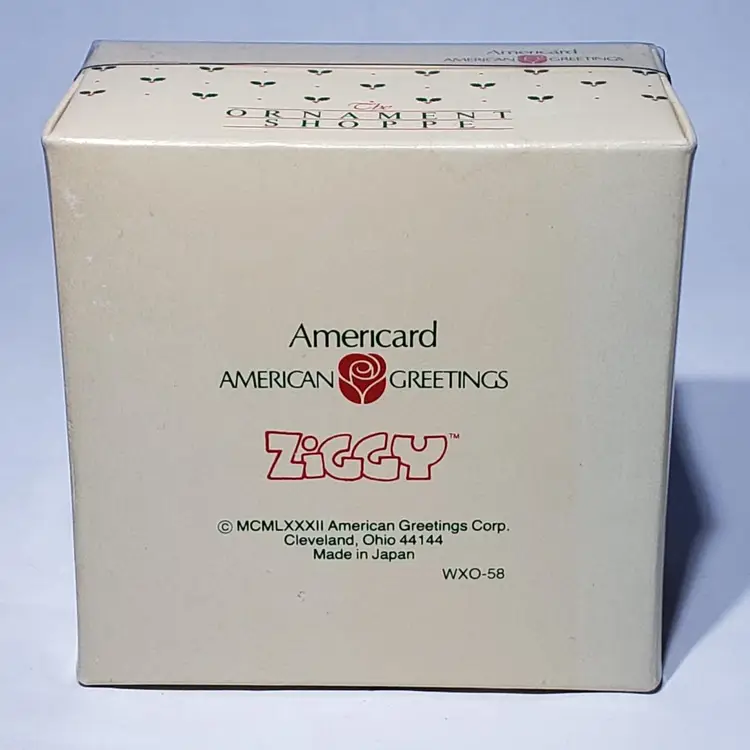 Americard
AMERICAN GREETINGS
The
ORNAMENT
SHOPPE
Americard
AMERICAN GREETINGS
ZiGGY™
© MCMLXXXII American Greetings Corp.
Cleveland, Ohio 44144
Made in Japan
WXO-58